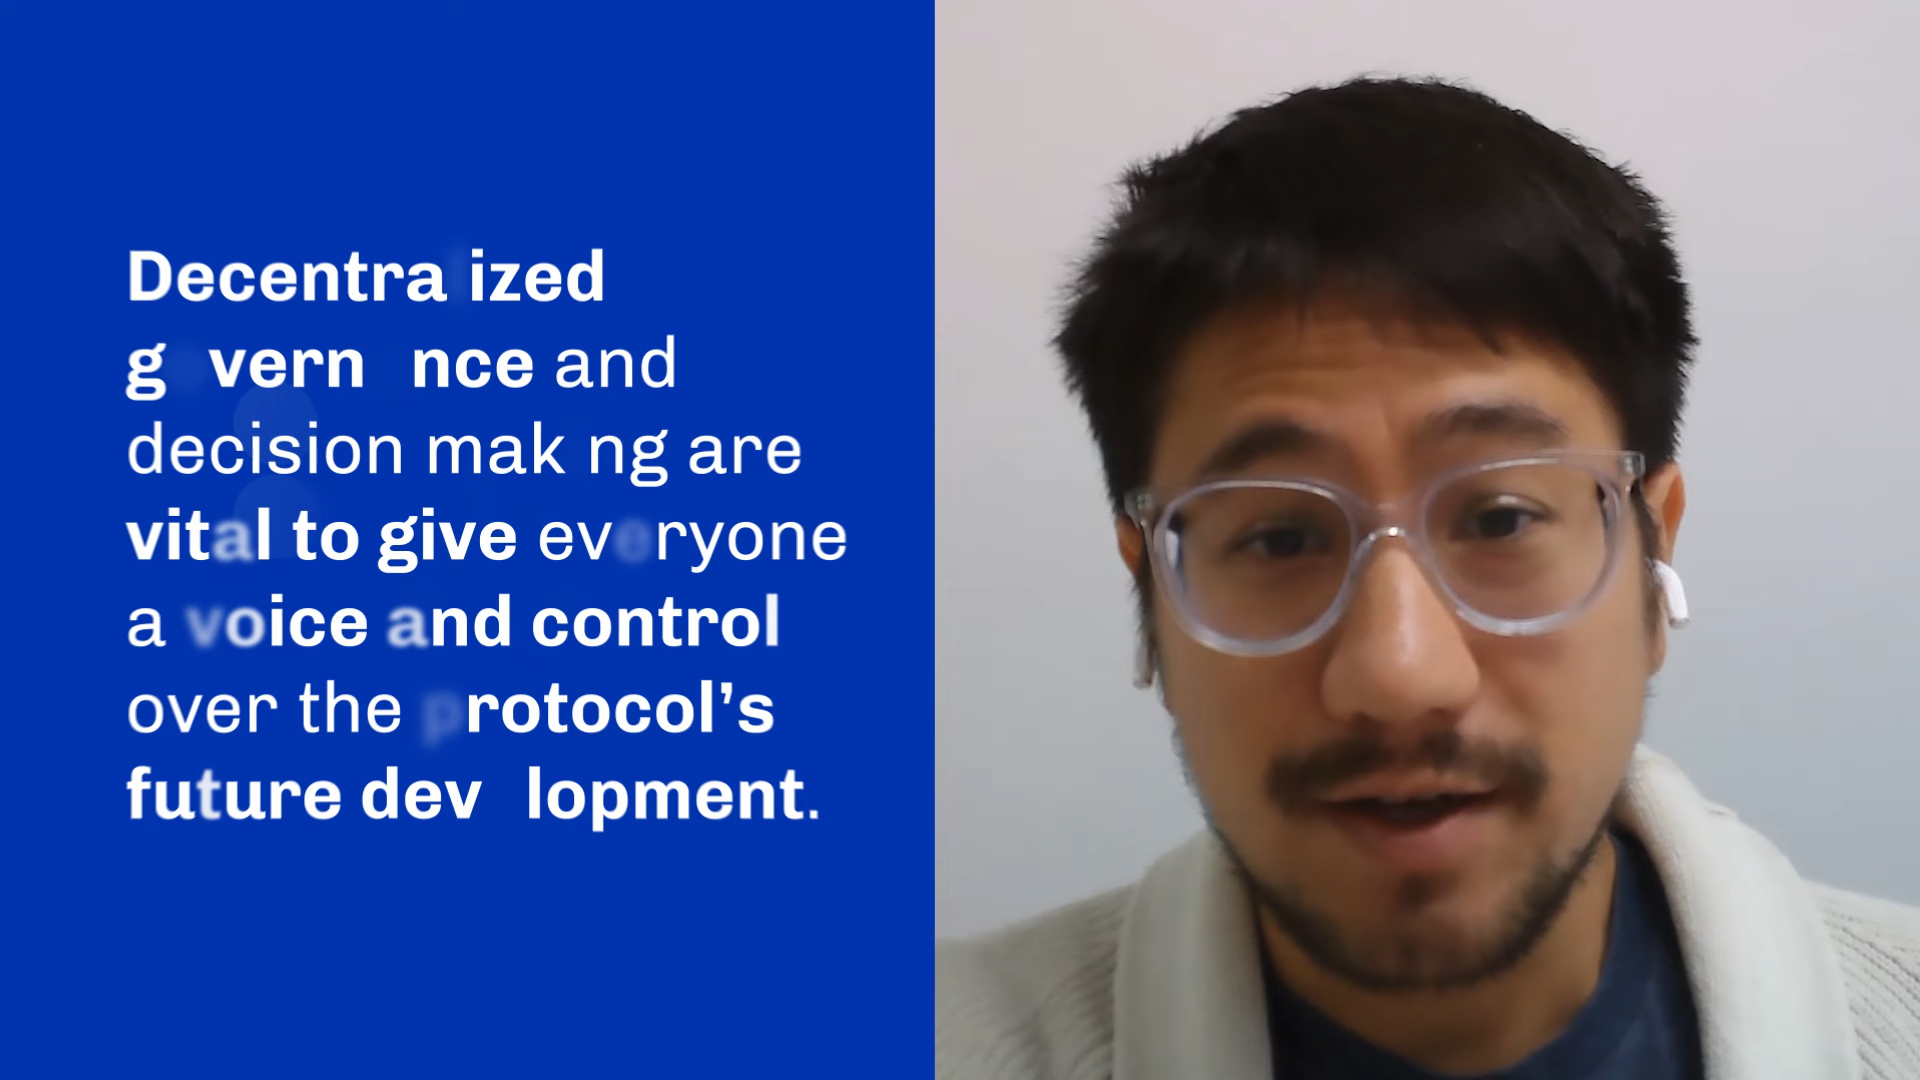 Decentralized
governance and
decision making are
vital to give everyone
a voice and control
over the protocol’s
future development.